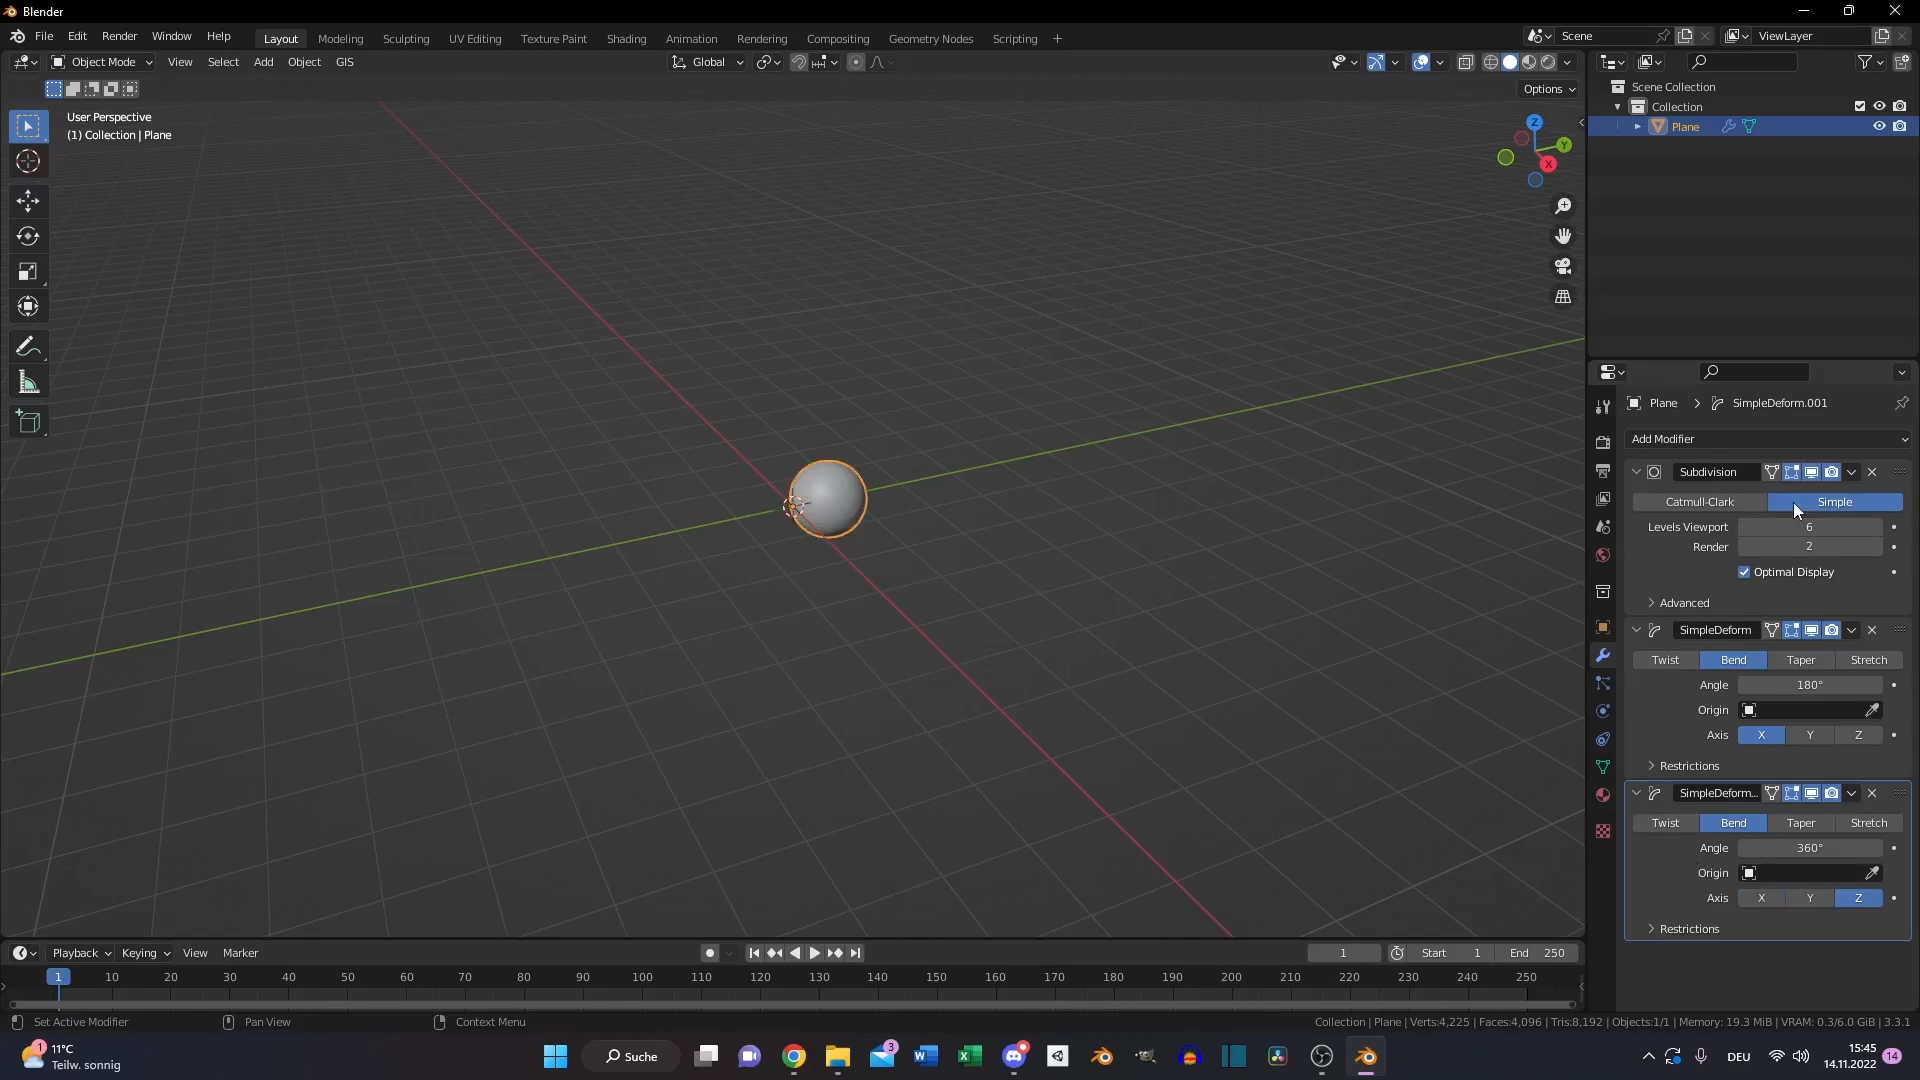 Blender
File Edit Render Window Help
Layout Modeling Sculpting UV Editing Texture Paint Shading Animation Rendering Compositing Geometry Nodes Scripting +
Scene
ViewLayer
Object Mode View Select Add Object GIS
Global
Options
User Perspective
(1) Collection | Plane
Z
Y
X
Scene Collection
Collection
Plane
Plane > SimpleDeform.001
Add Modifier
Subdivision
Catmull-Clark Simple
Levels Viewport 6
Render 2
Optimal Display
Advanced
SimpleDeform
Twist Bend Taper Stretch
Angle 180°
Origin
Axis X Y Z
Restrictions
SimpleDeform...
Twist Bend Taper Stretch
Angle 360°
Origin
Axis X Y Z
Restrictions
Playback Keying View Marker
1 Start 1 End 250
1 10 20 30 40 50 60 70 80 90 100 110 120 130 140 150 160 170 180 190 200 210 220 230 240 250
Set Active Modifier Pan View Context Menu
Collection | Plane | Verts:4,225 | Faces:4,096 | Tris:8,192 | Objects:1/1 | Memory: 19.3 MiB | VRAM: 0.3/6.0 GiB | 3.3.1
1 11°C
Teilw. sonnig
Suche
3
DEU
15:45
14.11.2022
14